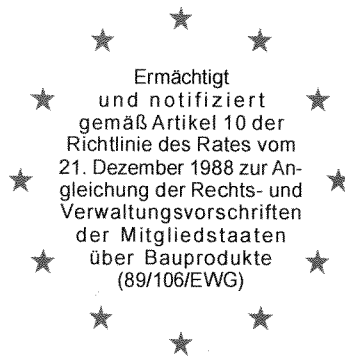 Ermächtigt
und notifiziert
gemäß Artikel 10 der
Richtlinie des Rates vom
21. Dezember 1988 zur An-
gleichung der Rechts- und
Verwaltungsvorschriften
der Mitgliedstaaten
über Bauprodukte
(89/106/EWG)